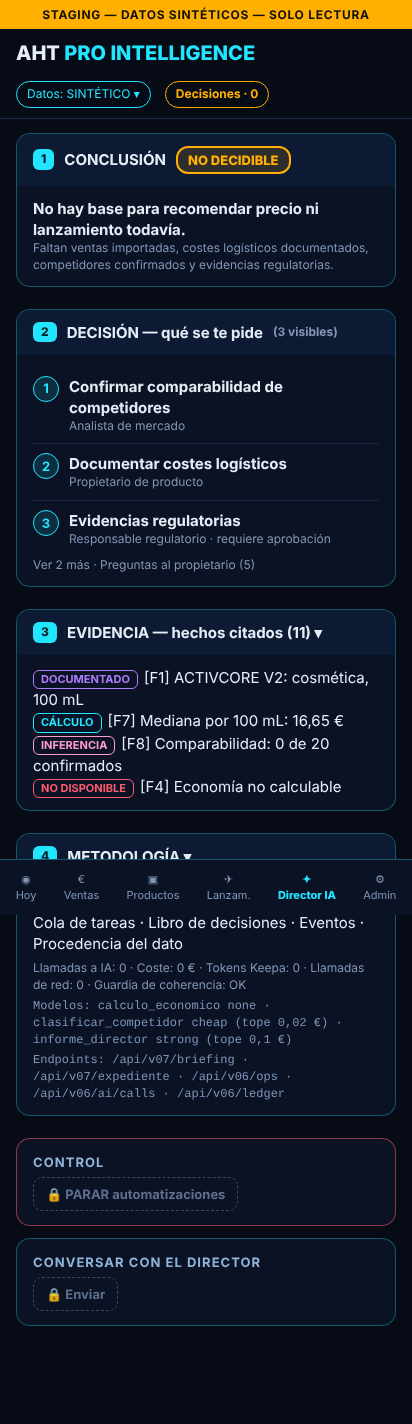 STAGING — DATOS SINTÉTICOS — SOLO LECTURA
AHT PRO INTELLIGENCE
Datos: SINTÉTICO ▾ Decisiones · 0
1 CONCLUSIÓN NO DECIDIBLE
No hay base para recomendar precio ni
lanzamiento todavía.
Faltan ventas importadas, costes logísticos documentados,
competidores confirmados y evidencias regulatorias.
2 DECISIÓN — qué se te pide (3 visibles)
1 Confirmar comparabilidad de
competidores
Analista de mercado
2 Documentar costes logísticos
Propietario de producto
3 Evidencias regulatorias
Responsable regulatorio · requiere aprobación
Ver 2 más · Preguntas al propietario (5)
3 EVIDENCIA — hechos citados (11) ▾
DOCUMENTADO [F1] ACTIVCORE V2: cosmética,
100 mL
CÁLCULO [F7] Mediana por 100 mL: 16,65 €
INFERENCIA [F8] Comparabilidad: 0 de 20
confirmados
NO DISPONIBLE [F4] Economía no calculable
4 METODOLOGÍA ▾
Hoy Ventas Productos Lanzam. Director IA Admin
Cola de tareas · Libro de decisiones · Eventos ·
Procedencia del dato
Llamadas a IA: 0 · Coste: 0 € · Tokens Keepa: 0 · Llamadas
de red: 0 · Guardia de coherencia: OK
Modelos: calculo_economico none ·
clasificar_competidor cheap (tope 0,02 €) ·
informe_director strong (tope 0,1 €)
Endpoints: /api/v07/briefing ·
/api/v07/expediente · /api/v06/ops ·
/api/v06/ai/calls · /api/v06/ledger
CONTROL
🔒 PARAR automatizaciones
CONVERSAR CON EL DIRECTOR
🔒 Enviar